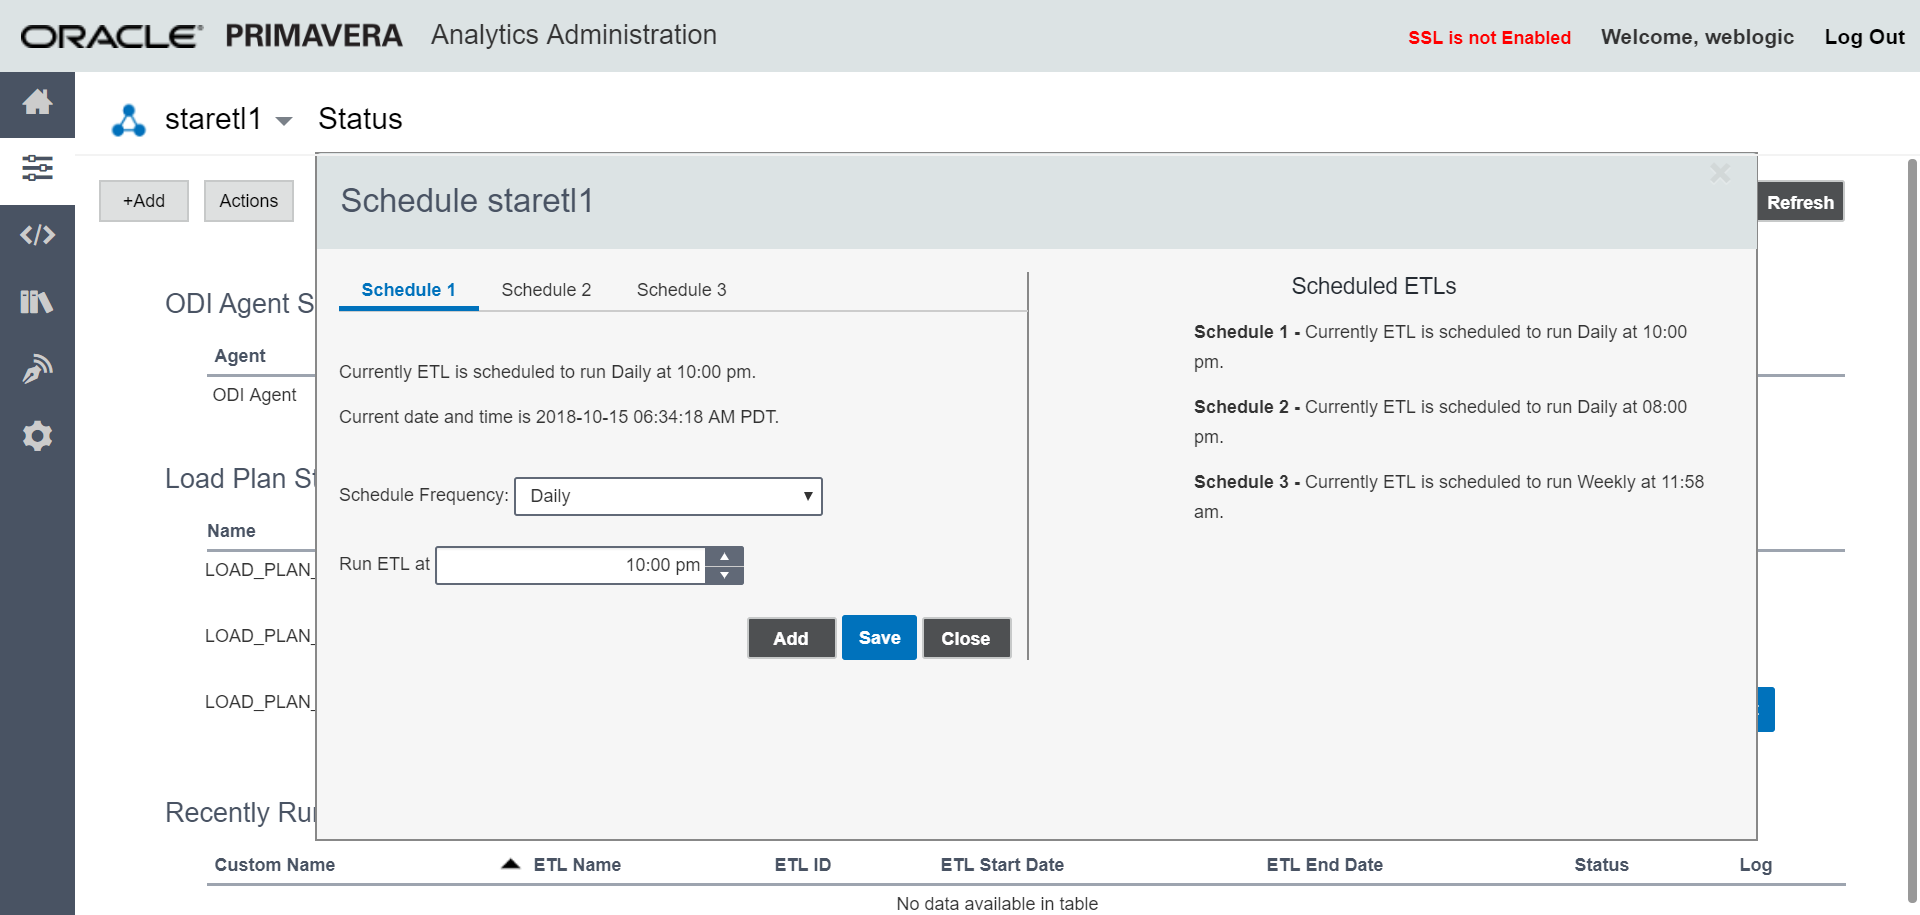 ORACLE PRIMAVERA Analytics Administration
SSL is not Enabled Welcome, weblogic Log Out
staretl1 Status
+Add Actions Refresh
Schedule staretl1
Schedule 1 Schedule 2 Schedule 3
Currently ETL is scheduled to run Daily at 10:00 pm.
Current date and time is 2018-10-15 06:34:18 AM PDT.
Schedule Frequency: Daily
Run ETL at 10:00 pm
Add Save Close
Scheduled ETLs
Schedule 1 - Currently ETL is scheduled to run Daily at 10:00
pm.
Schedule 2 - Currently ETL is scheduled to run Daily at 08:00
pm.
Schedule 3 - Currently ETL is scheduled to run Weekly at 11:58
am.
ODI Agent S
Agent
ODI Agent
Load Plan St
Name
LOAD_PLAN_
LOAD_PLAN_
LOAD_PLAN_
Recently Ru
Custom Name ETL Name ETL ID ETL Start Date ETL End Date Status Log
No data available in table